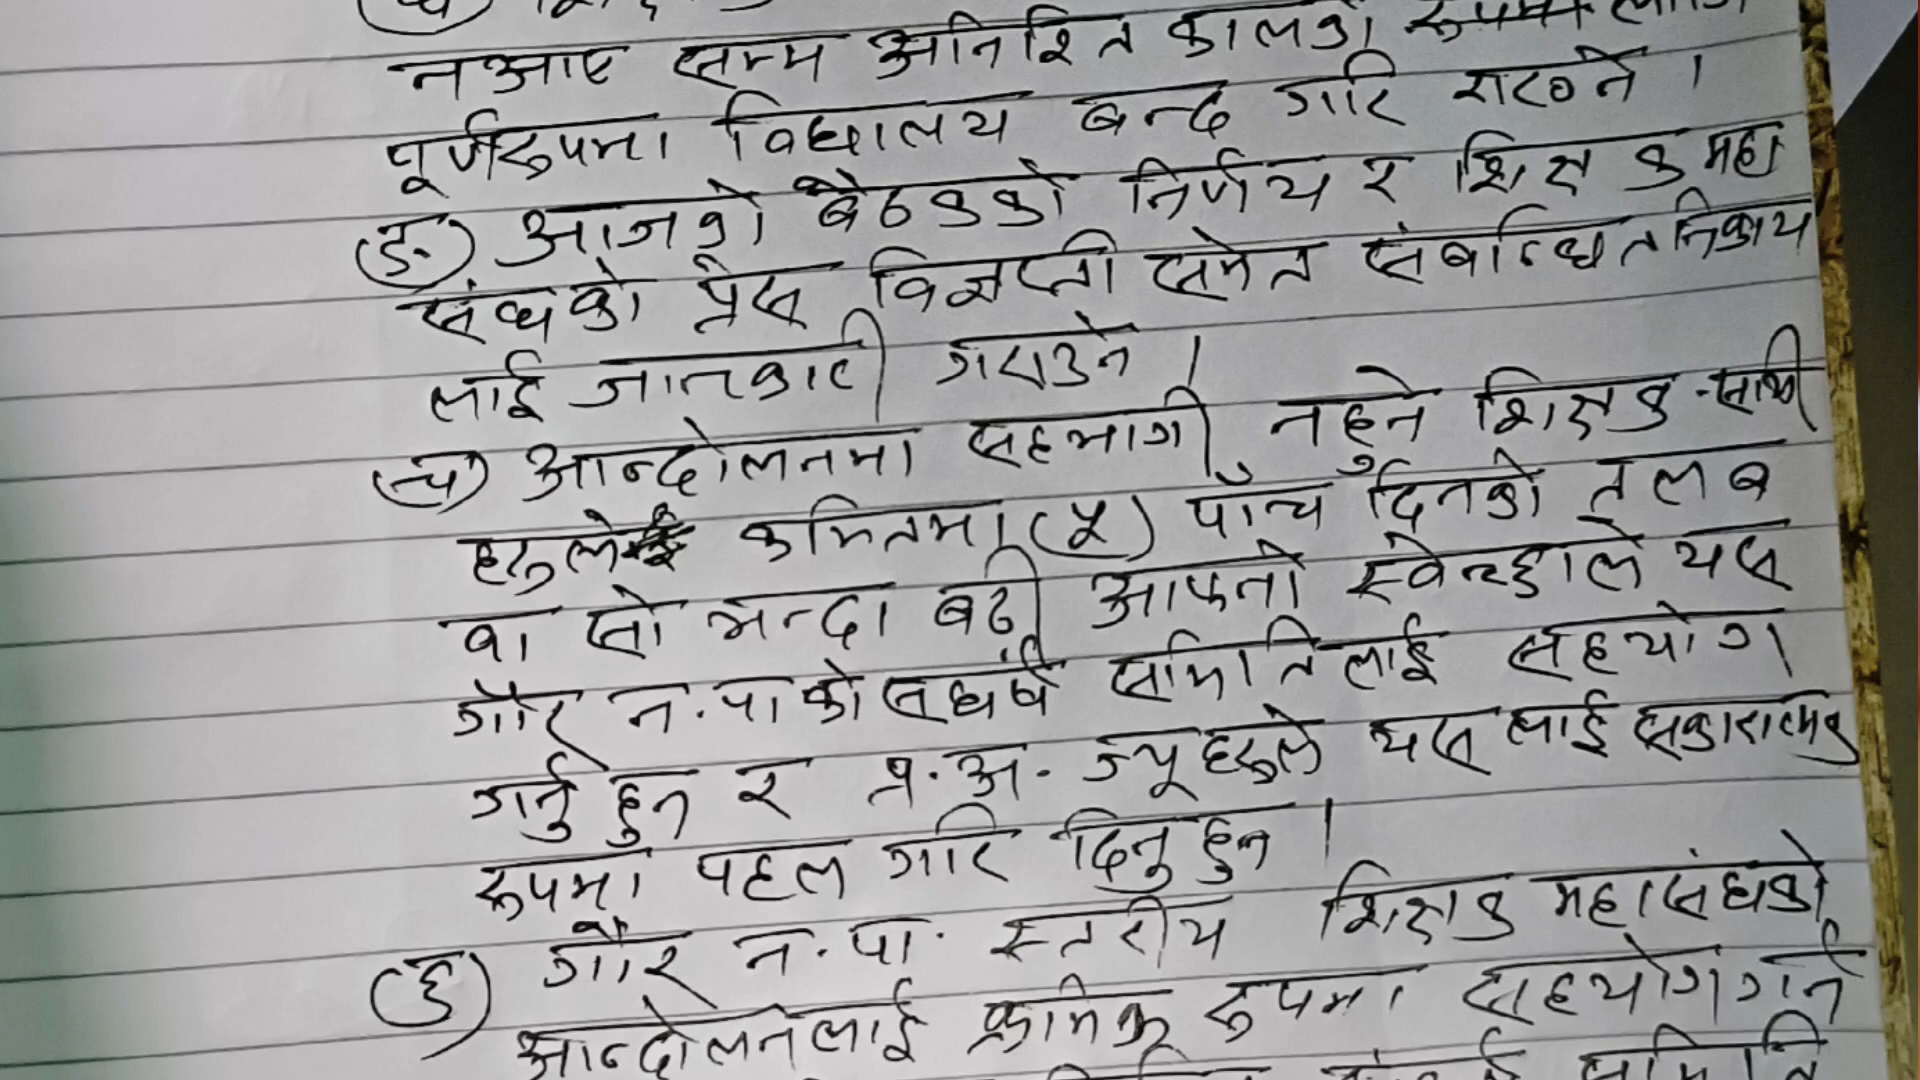 नआए सम्म अनिश्चित कालको रूपमा
पूर्णरुपमा विद्यालय बन्द गरि राख्ने ।
(ङ) आजको बैठकको निर्णय र शिक्षक महा
संघको प्रेस विज्ञप्ती समेत संबन्धित निकाय
लाई जानकारी गराउने ।
(च) आन्दोलनमा सहभागी नहुने शिक्षक साथी
हरुले कम्तिमा (५) पाँच दिनको तलब
वा सो भन्दा बढी आफ्नो स्वेच्छाले यस
गौर न.पा को संघर्ष समितिलाई सहयोग
गर्नु हुन र प्र.अ. ज्यू हरुले यस लाई सकारात्मक
रुपमा पहल गरि दिनु हुन ।
(छ) गौर न.पा. स्तरीय शिक्षक महासंघको
आन्दोलनलाई क्रमिक रुपमा सहयोग गर्न
समिति